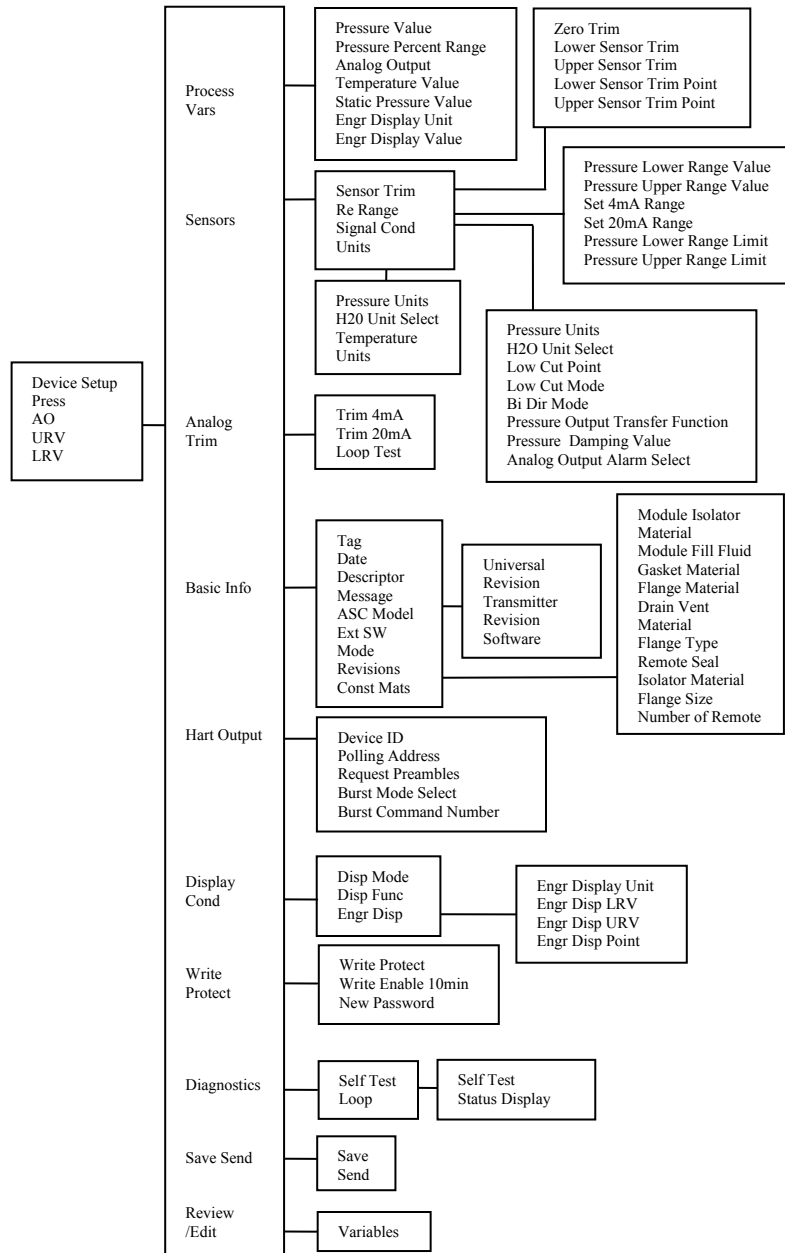 Device Setup
Press
AO
URV
LRV
Process
Vars
Pressure Value
Pressure Percent Range
Analog Output
Temperature Value
Static Pressure Value
Engr Display Unit
Engr Display Value
Zero Trim
Lower Sensor Trim
Upper Sensor Trim
Lower Sensor Trim Point
Upper Sensor Trim Point
Sensors
Sensor Trim
Re Range
Signal Cond
Units
Pressure Lower Range Value
Pressure Upper Range Value
Set 4mA Range
Set 20mA Range
Pressure Lower Range Limit
Pressure Upper Range Limit
Pressure Units
H20 Unit Select
Temperature
Units
Pressure Units
H2O Unit Select
Low Cut Point
Low Cut Mode
Bi Dir Mode
Pressure Output Transfer Function
Pressure Damping Value
Analog Output Alarm Select
Analog
Trim
Trim 4mA
Trim 20mA
Loop Test
Basic Info
Tag
Date
Descriptor
Message
ASC Model
Ext SW
Mode
Revisions
Const Mats
Universal
Revision
Transmitter
Revision
Software
Module Isolator
Material
Module Fill Fluid
Gasket Material
Flange Material
Drain Vent
Material
Flange Type
Remote Seal
Isolator Material
Flange Size
Number of Remote
Hart Output
Device ID
Polling Address
Request Preambles
Burst Mode Select
Burst Command Number
Display
Cond
Disp Mode
Disp Func
Engr Disp
Engr Display Unit
Engr Disp LRV
Engr Disp URV
Engr Disp Point
Write
Protect
Write Protect
Write Enable 10min
New Password
Diagnostics
Self Test
Loop
Self Test
Status Display
Save Send
Save
Send
Review
/Edit
Variables